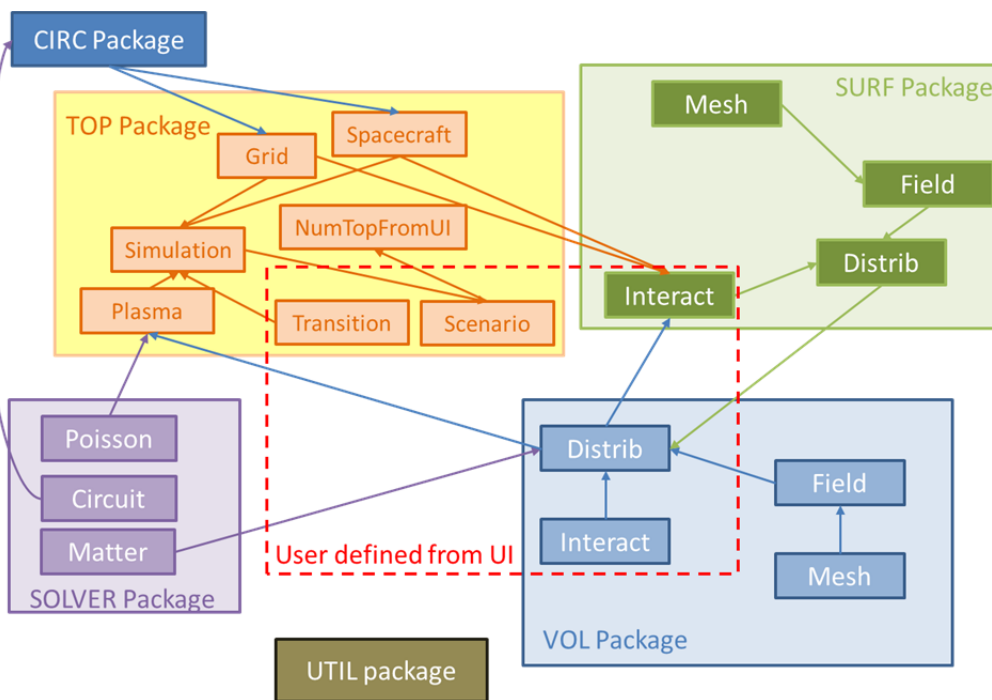 CIRC Package
TOP Package
Grid
Spacecraft
NumTopFromUI
Simulation
Plasma
Transition
Scenario
SURF Package
Mesh
Field
Distrib
Interact
Poisson
Circuit
Matter
SOLVER Package
User defined from UI
Distrib
Interact
Field
Mesh
VOL Package
UTIL package